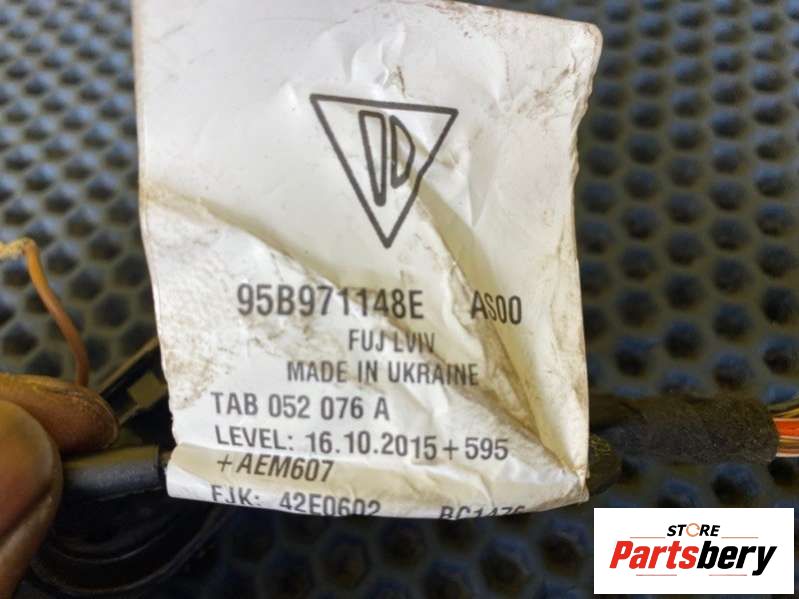 95B971148E AS00
FUJ LVIV
MADE IN UKRAINE
TAB 052 076 A
LEVEL: 16.10.2015 + 595
+ AEM607
FJK: 42E0602
STORE
Partsbery